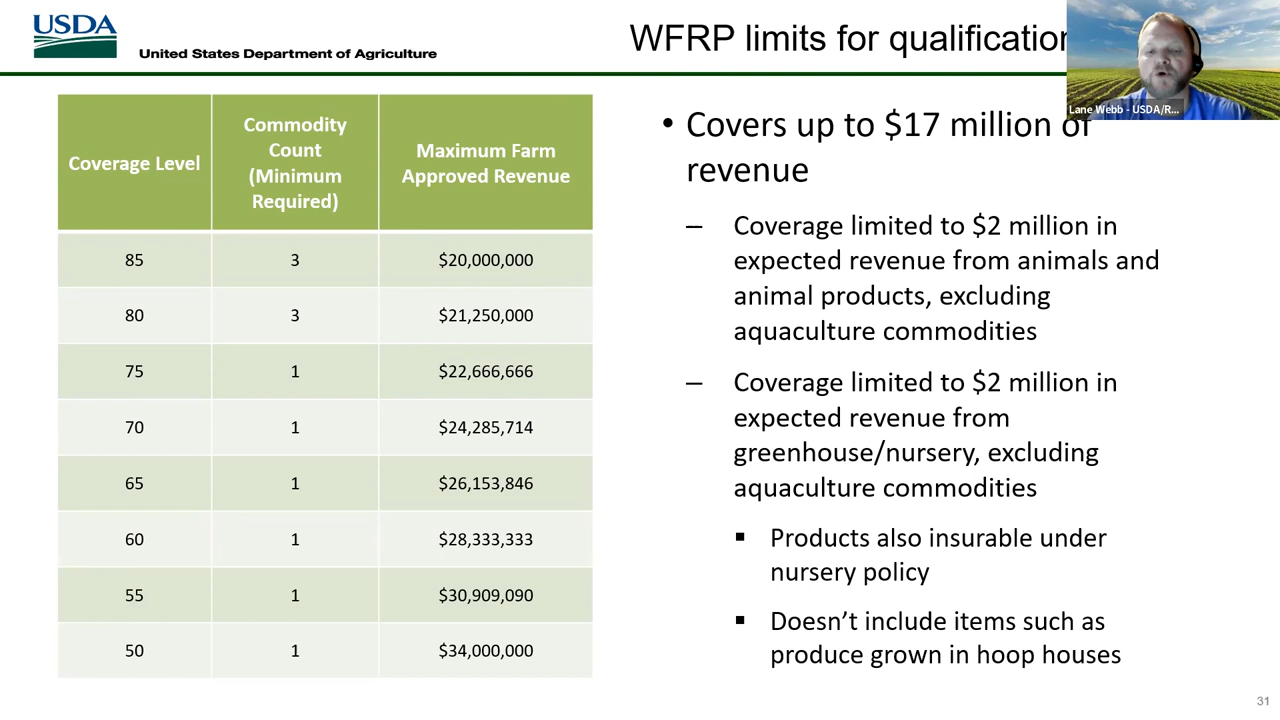 USDA
United States Department of Agriculture
WFRP limits for qualification
Lane Webb - USDA/R...
Coverage Level
Commodity
Count
(Minimum
Required)
Maximum Farm
Approved Revenue
85 3 $20,000,000
80 3 $21,250,000
75 1 $22,666,666
70 1 $24,285,714
65 1 $26,153,846
60 1 $28,333,333
55 1 $30,909,090
50 1 $34,000,000
• Covers up to $17 million of
revenue
– Coverage limited to $2 million in
expected revenue from animals and
animal products, excluding
aquaculture commodities
– Coverage limited to $2 million in
expected revenue from
greenhouse/nursery, excluding
aquaculture commodities
▪ Products also insurable under
nursery policy
▪ Doesn’t include items such as
produce grown in hoop houses
31